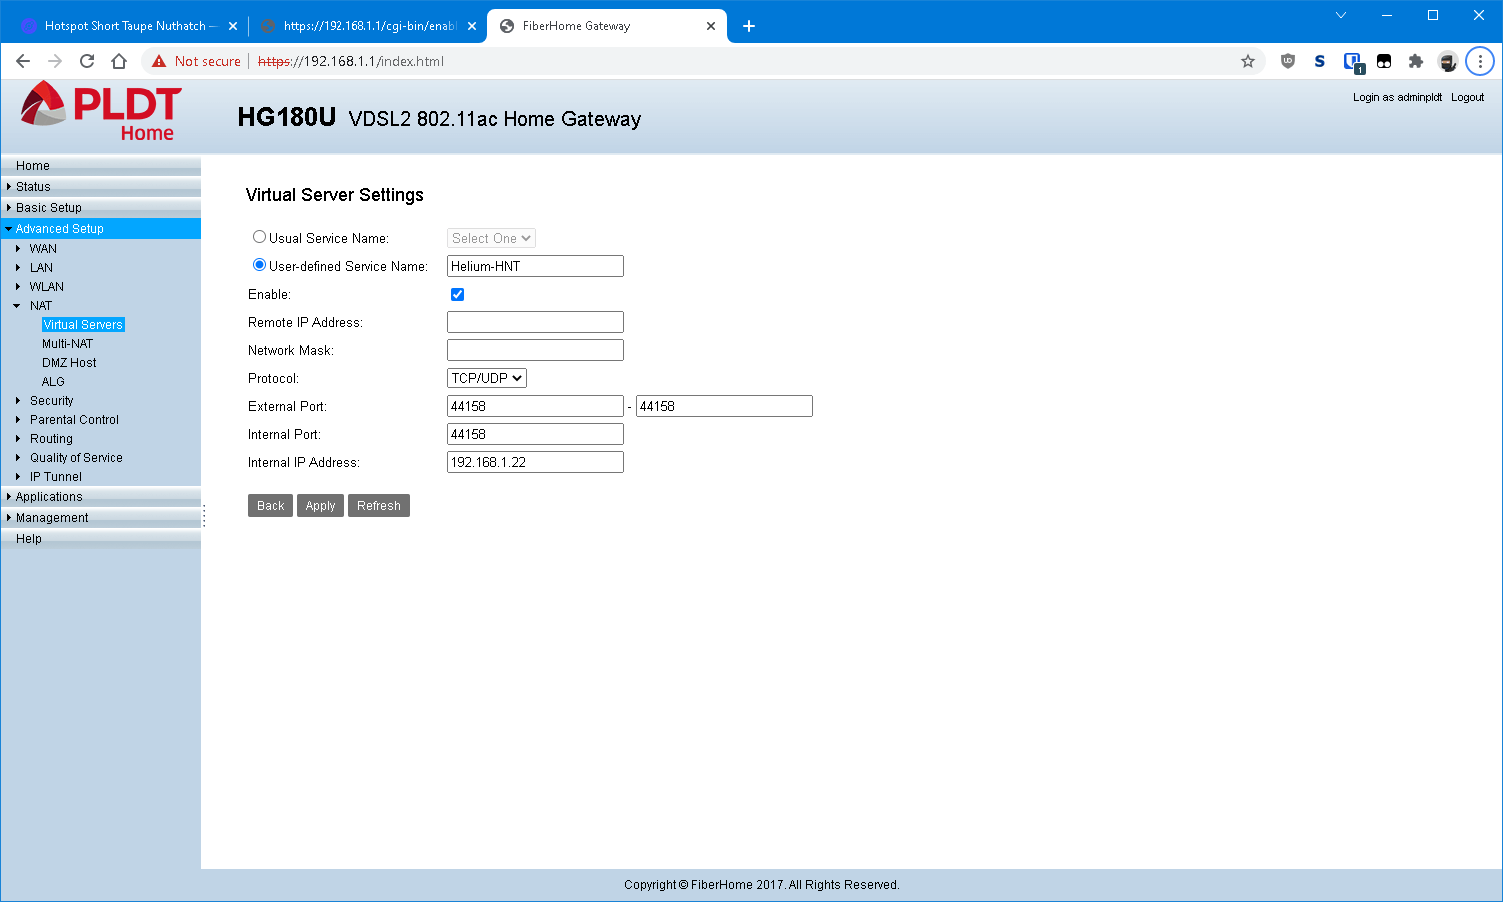 Hotspot Short Taupe Nuthatch —
https://192.168.1.1/cgi-bin/enabl
FiberHome Gateway
Not secure
https://192.168.1.1/index.html
S
1
PLDT
Home
HG180U VDSL2 802.11ac Home Gateway
Login as adminpldt Logout
Home
Status
Basic Setup
Advanced Setup
WAN
LAN
WLAN
NAT
Virtual Servers
Multi-NAT
DMZ Host
ALG
Security
Parental Control
Routing
Quality of Service
IP Tunnel
Applications
Management
Help
Virtual Server Settings
Usual Service Name: Select One
User-defined Service Name: Helium-HNT
Enable:
Remote IP Address:
Network Mask:
Protocol: TCP/UDP
External Port: 44158 - 44158
Internal Port: 44158
Internal IP Address: 192.168.1.22
Back Apply Refresh
Copyright © FiberHome 2017. All Rights Reserved.